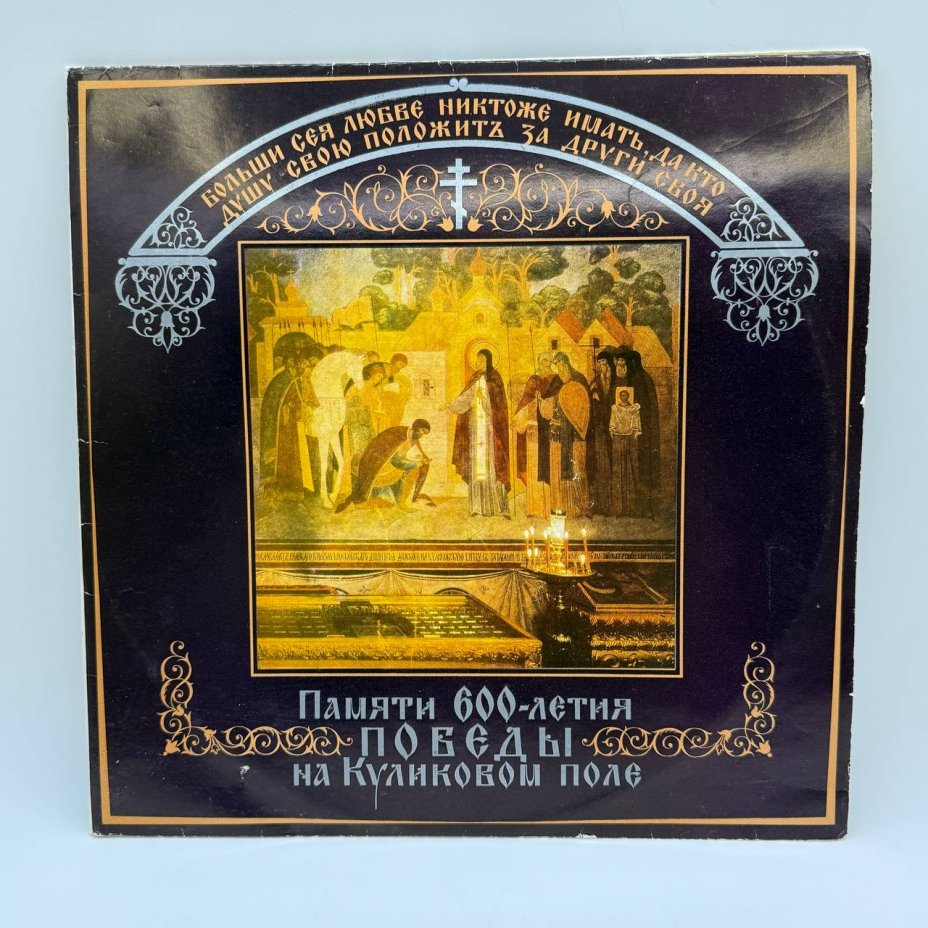 БОЛЬШИ СЕЯ ЛЮБВЕ НИКТОЖЕ ИМАТЬ, ДА КТО
ДУШУ СВОЮ ПОЛОЖИТЪ ЗА ДРУГИ СВОЯ
ПАМЯТИ 600-ЛЕТИЯ
ПОБЕДЫ
НА КУЛИКОВОМ ПОЛЕ